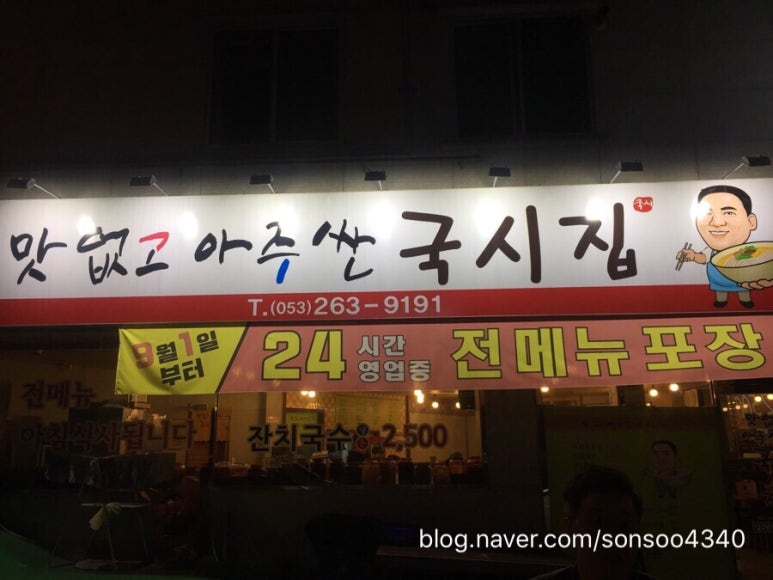 맛 없고 아주 싼 국시집 국시
T.(053)263-9191
9월1일
부터
24 시간
영업중
전메뉴포장
전메뉴
아침식사됩니다
잔치국수 2,500
blog.naver.com/sonsoo4340